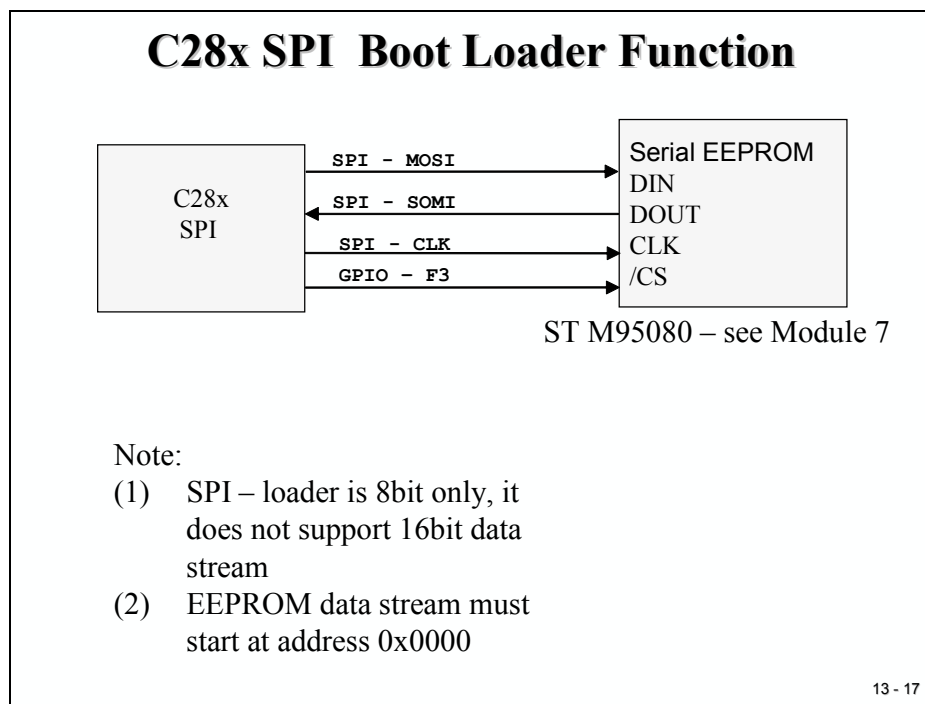 C28x SPI Boot Loader Function
C28x
SPI
SPI - MOSI
SPI - SOMI
SPI - CLK
GPIO – F3
Serial EEPROM
DIN
DOUT
CLK
/CS
ST M95080 – see Module 7
Note:
(1) SPI – loader is 8bit only, it
does not support 16bit data
stream
(2) EEPROM data stream must
start at address 0x0000
13 - 17